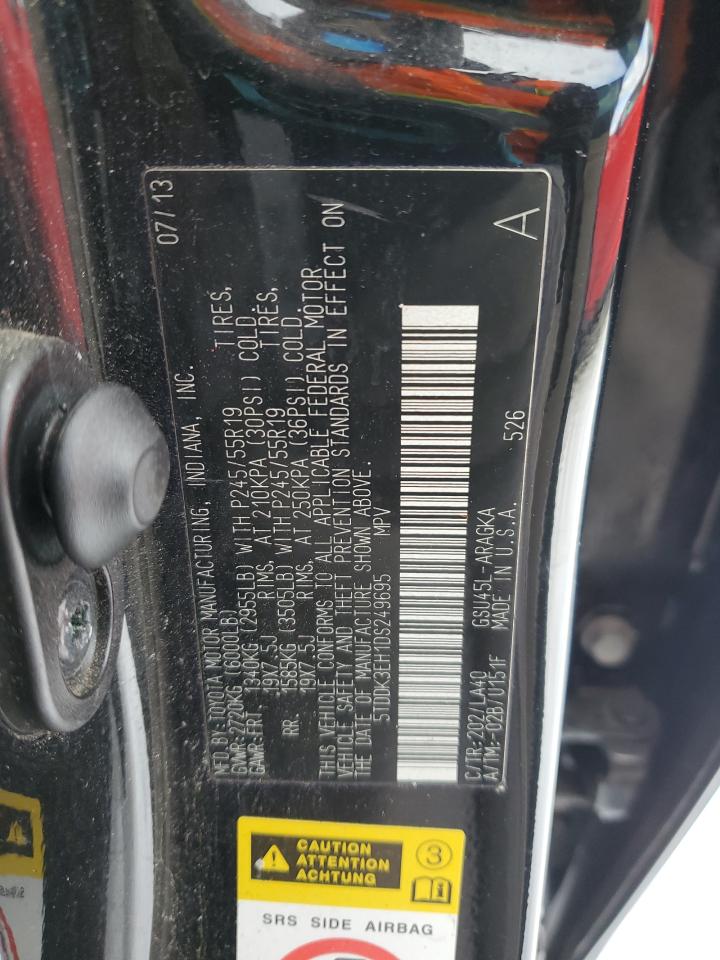 MFD.BY:TOYOTA MOTOR MANUFACTURING, INDIANA, INC. 07/13
GVWR:2720KG (6000LB)
GAWR:FRT. 1340KG (2955LB) WITH P245/55R19 TIRES,
19X7.5J RIMS, AT 210KPA (30PSI) COLD.
RR. 1585KG (3505LB) WITH P245/55R19 TIRES,
19X7.5J RIMS, AT 250KPA (36PSI) COLD.
THIS VEHICLE CONFORMS TO ALL APPLICABLE FEDERAL MOTOR
VEHICLE SAFETY AND THEFT PREVENTION STANDARDS IN EFFECT ON
THE DATE OF MANUFACTURE SHOWN ABOVE.
5TDDK3EH1DS249695 MPV
C/TR:202/LA40 GSU45L-ARAGKA
A/TM:-02B/U151F MADE IN U.S.A. 526 A
CAUTION
ATTENTION
ACHTUNG
3
SRS SIDE AIRBAG